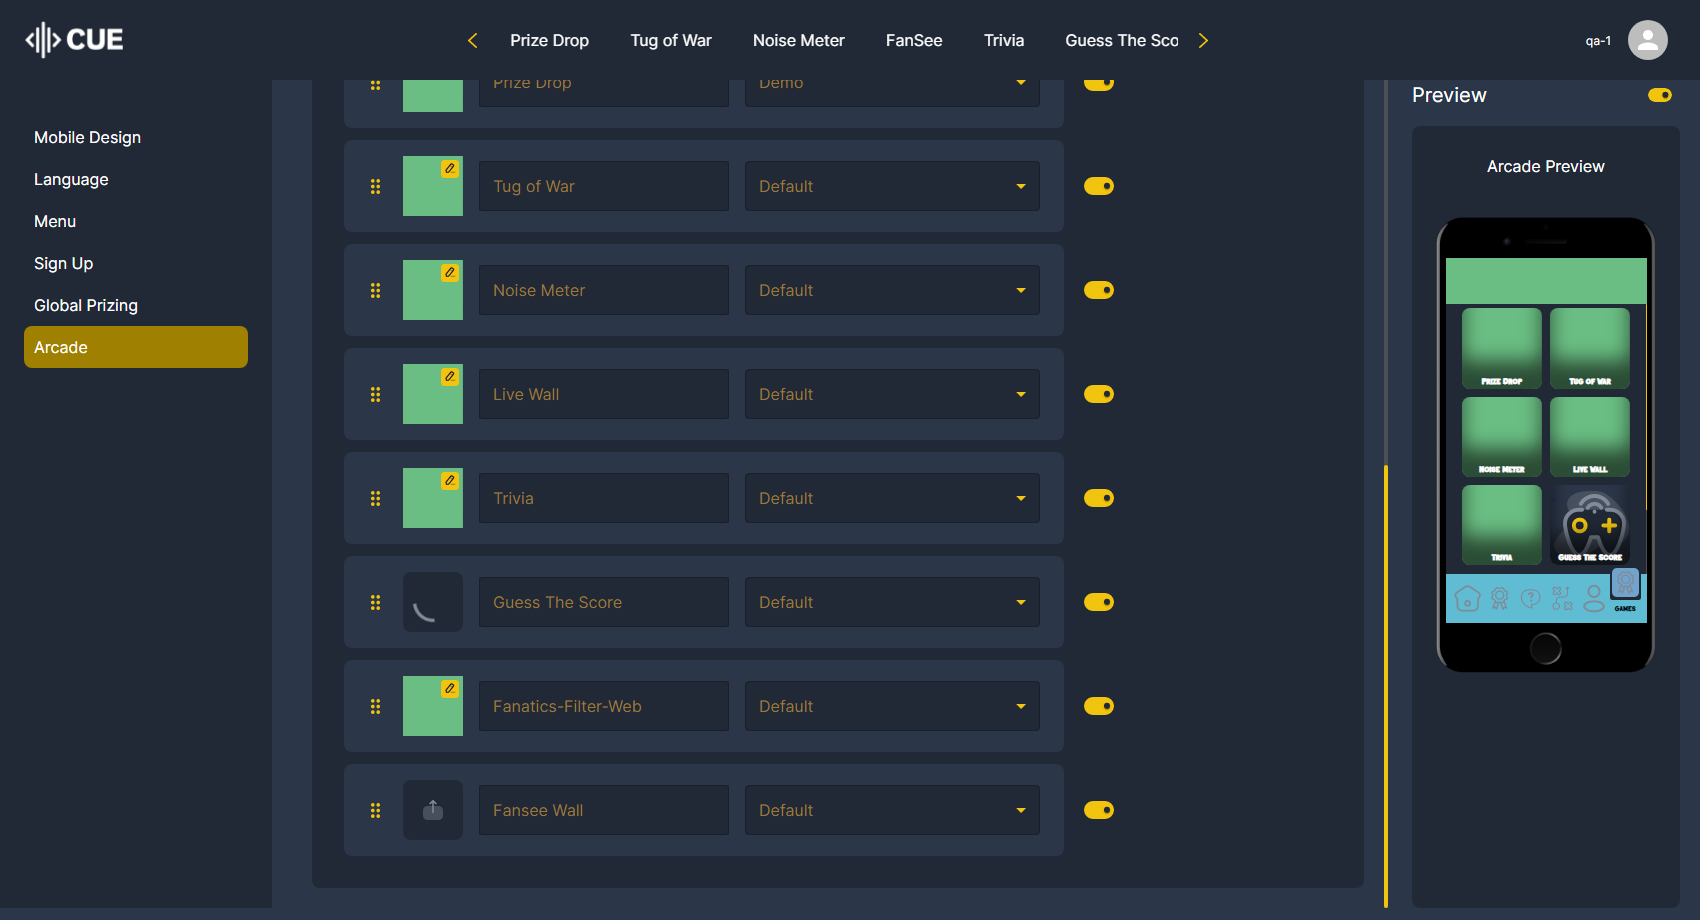 CUE
Prize Drop
Tug of War
Noise Meter
FanSee
Trivia
Guess The Sco
qa-1
Mobile Design
Language
Menu
Sign Up
Global Prizing
Arcade
Prize Drop
Demo
Tug of War
Default
Noise Meter
Default
Live Wall
Default
Trivia
Default
Guess The Score
Default
Fanatics-Filter-Web
Default
Fansee Wall
Default
Preview
Arcade Preview
Prize Drop
Tug of War
Noise Meter
Live Wall
Trivia
Guess The Score
GAMES